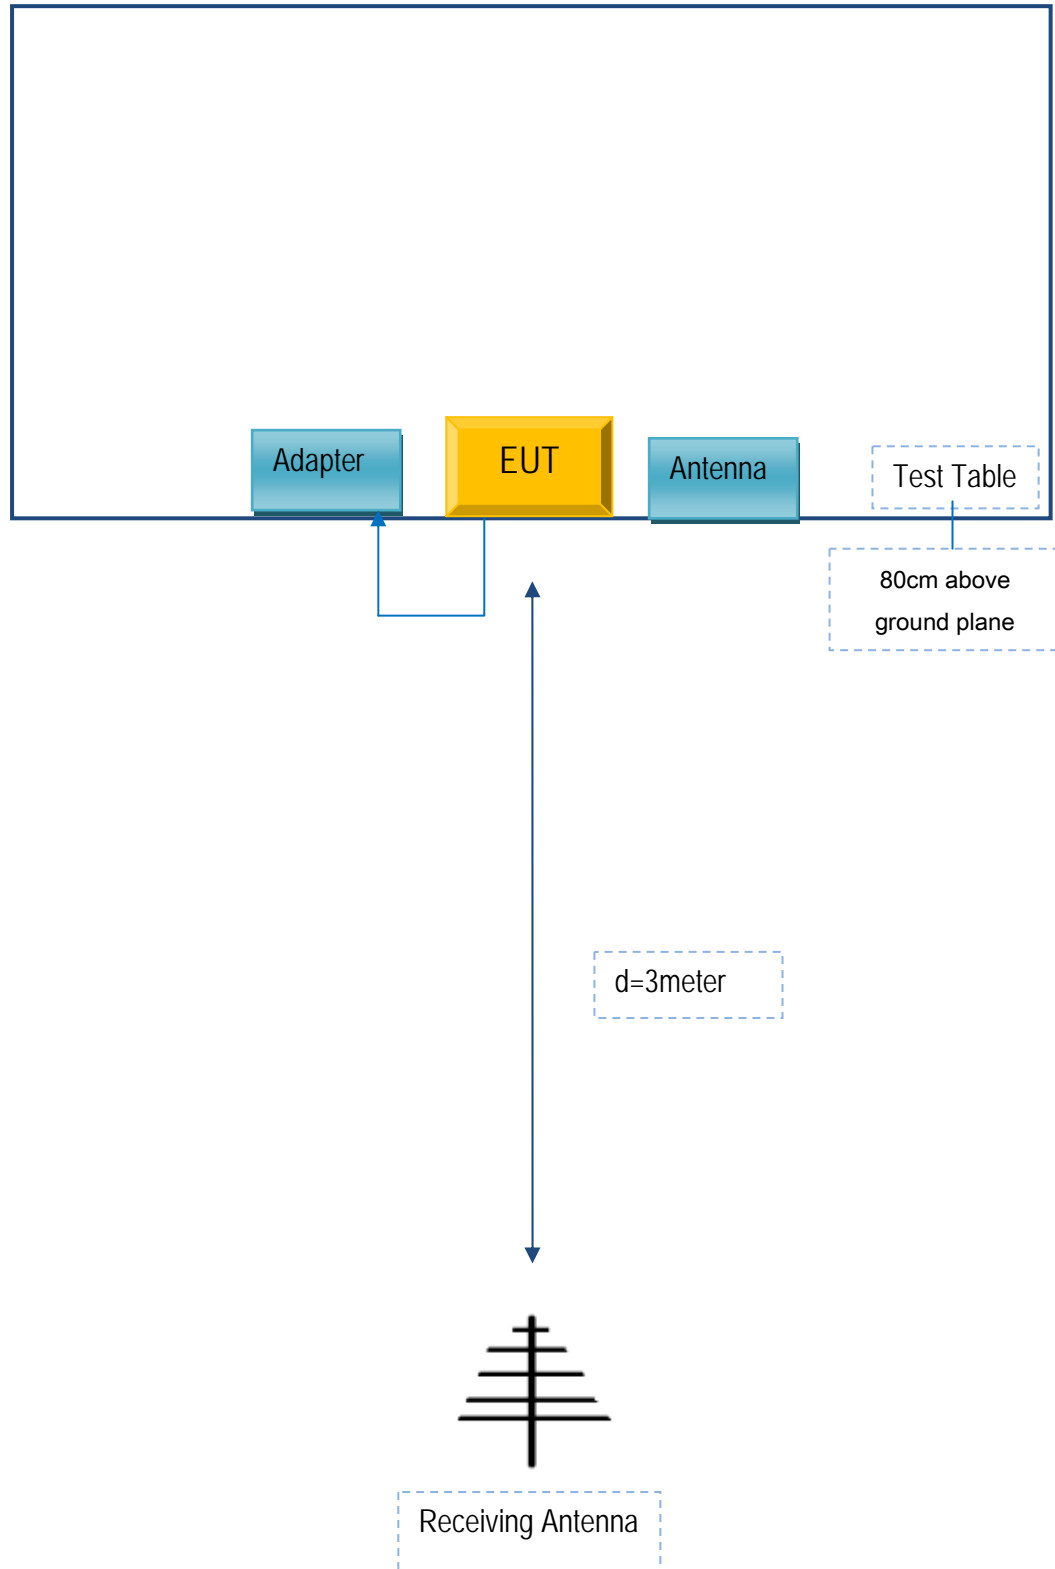 Adapter
EUT
Antenna
Test Table
80cm above
ground plane
d=3meter
Receiving Antenna